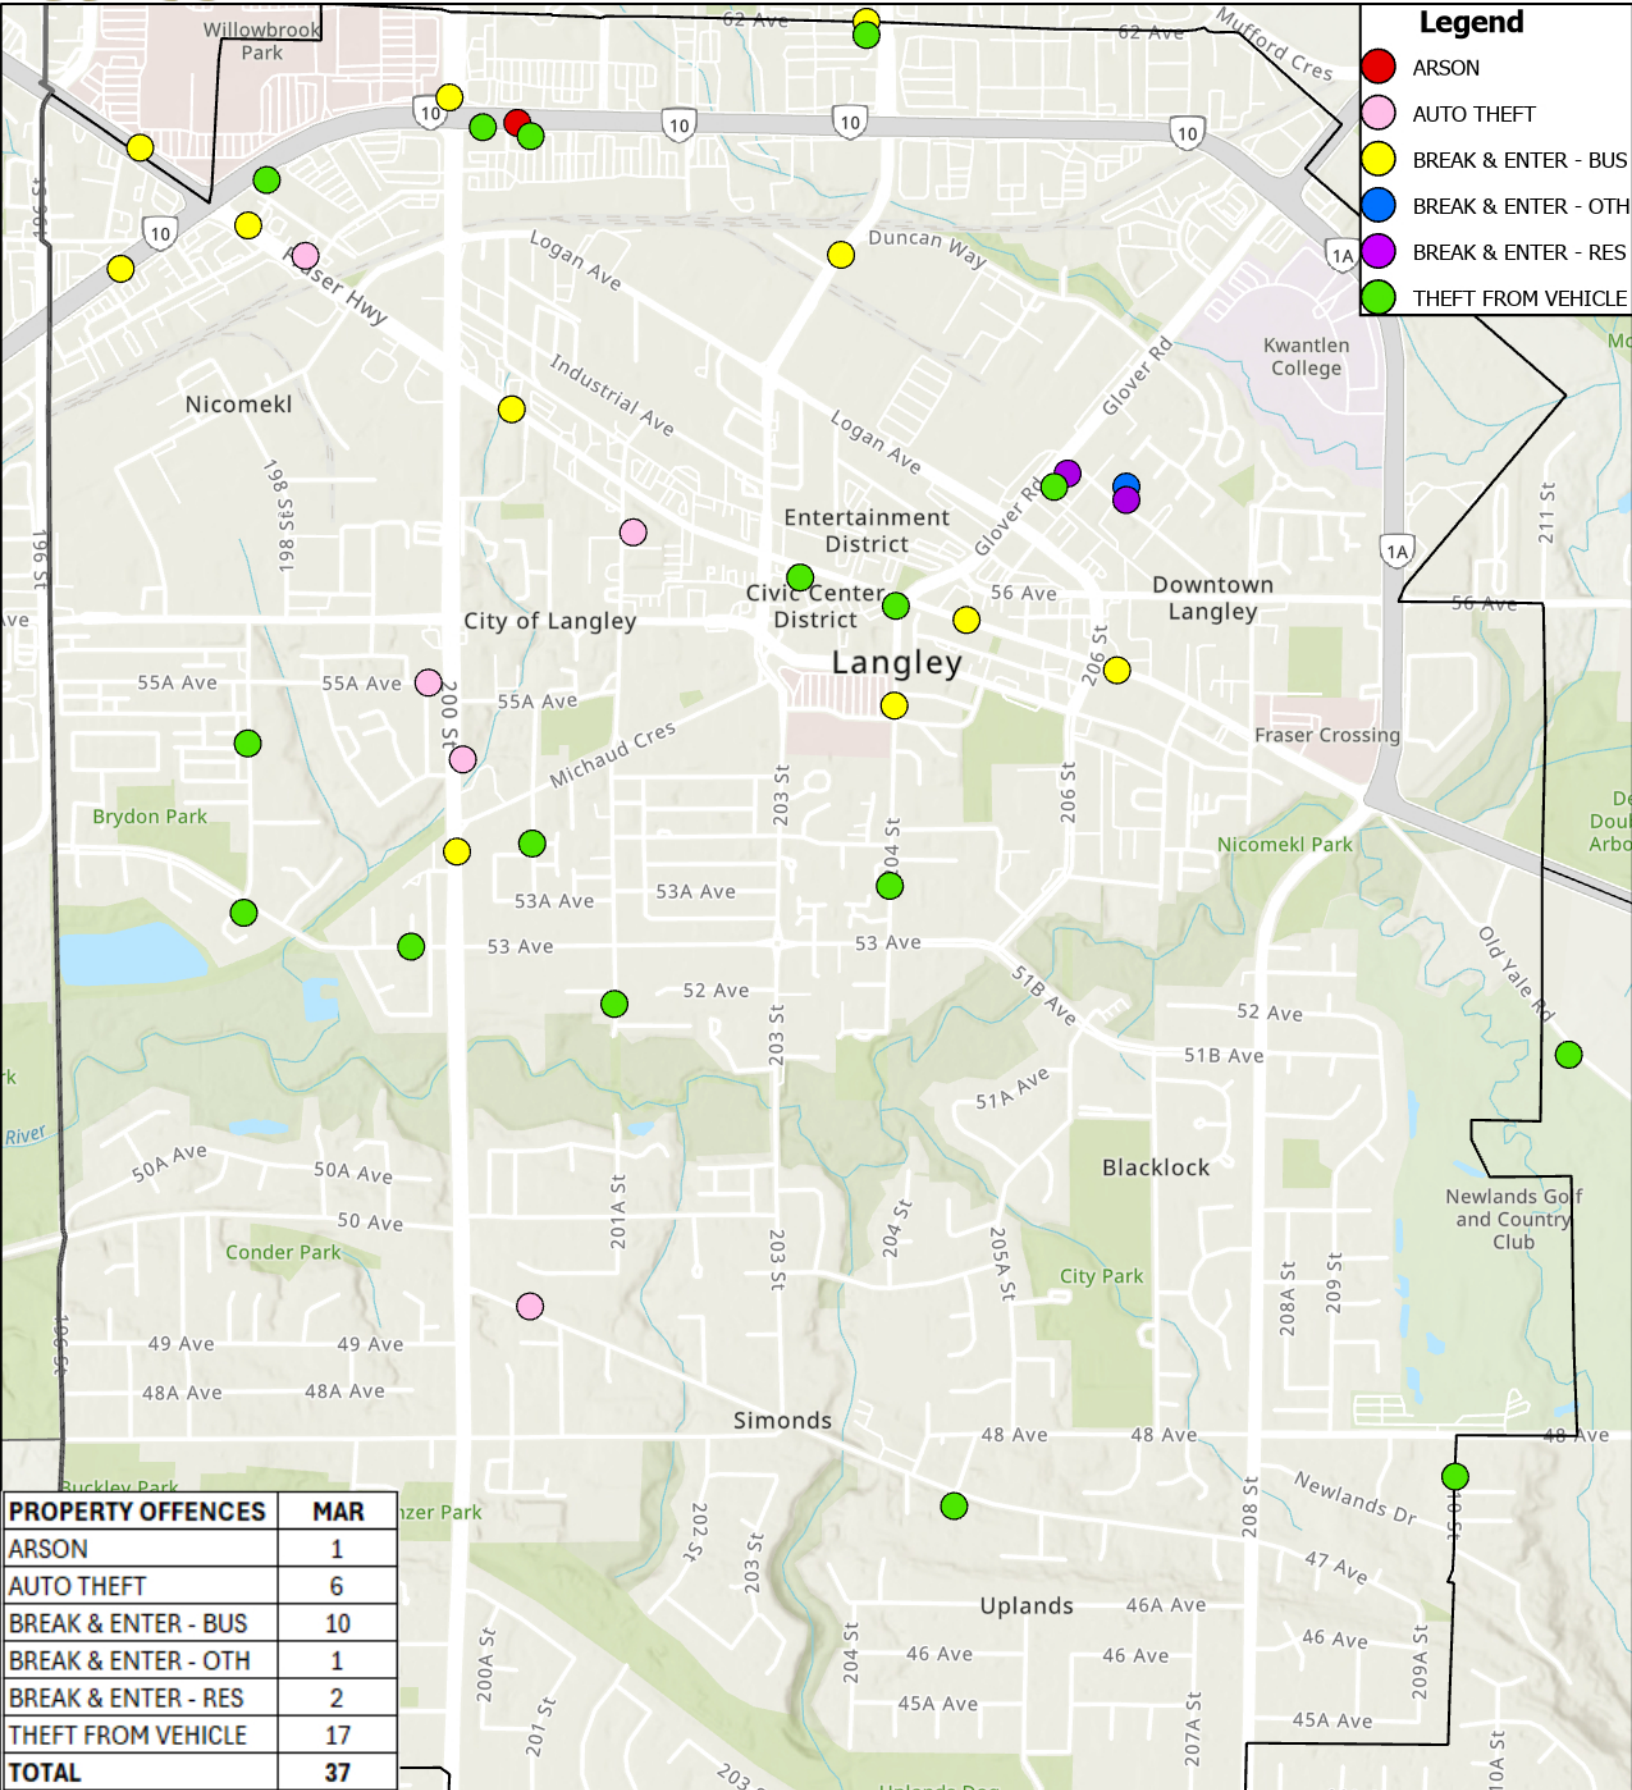 62 Ave
62 Ave
Mufford Cres
Willowbrook
Park
Legend
ARSON
AUTO THEFT
BREAK & ENTER - BUS
BREAK & ENTER - OTH
BREAK & ENTER - RES
THEFT FROM VEHICLE
10
10
10
10
10
1A
Logan Ave
Duncan Way
Fraser Hwy
Kwantlen
College
Glover Rd
Industrial Ave
Nicomekl
Logan Ave
198 St
198 St
196 St
211 St
Entertainment
District
Glover Rd
1A
Civic Center
District
56 Ave
Downtown
Langley
56 Ave
Ave
City of Langley
Langley
206 St
55A Ave
55A Ave
200 St
55A Ave
Michaud Cres
Fraser Crossing
203 St
206 St
Brydon Park
204 St
Nicomekl Park
53A Ave
53A Ave
53 Ave
53 Ave
Old Yale Rd
52 Ave
51B Ave
52 Ave
203 St
51B Ave
51A Ave
River
50A Ave
50A Ave
Blacklock
201A St
50 Ave
204 St
Newlands Golf
and Country
Club
Conder Park
203 St
205A St
City Park
208A St
209 St
196 St
49 Ave
49 Ave
48A Ave
48A Ave
Simonds
48 Ave
48 Ave
48 Ave
Buckley Park
nzer Park
202 St
203 St
208 St
Newlands Dr
47 Ave
Uplands
46A Ave
200A St
204 St
46 Ave
46 Ave
46 Ave
209A St
45A Ave
45A Ave
201 St
207A St
PROPERTY OFFENCES MAR
ARSON 1
AUTO THEFT 6
BREAK & ENTER - BUS 10
BREAK & ENTER - OTH 1
BREAK & ENTER - RES 2
THEFT FROM VEHICLE 17
TOTAL 37